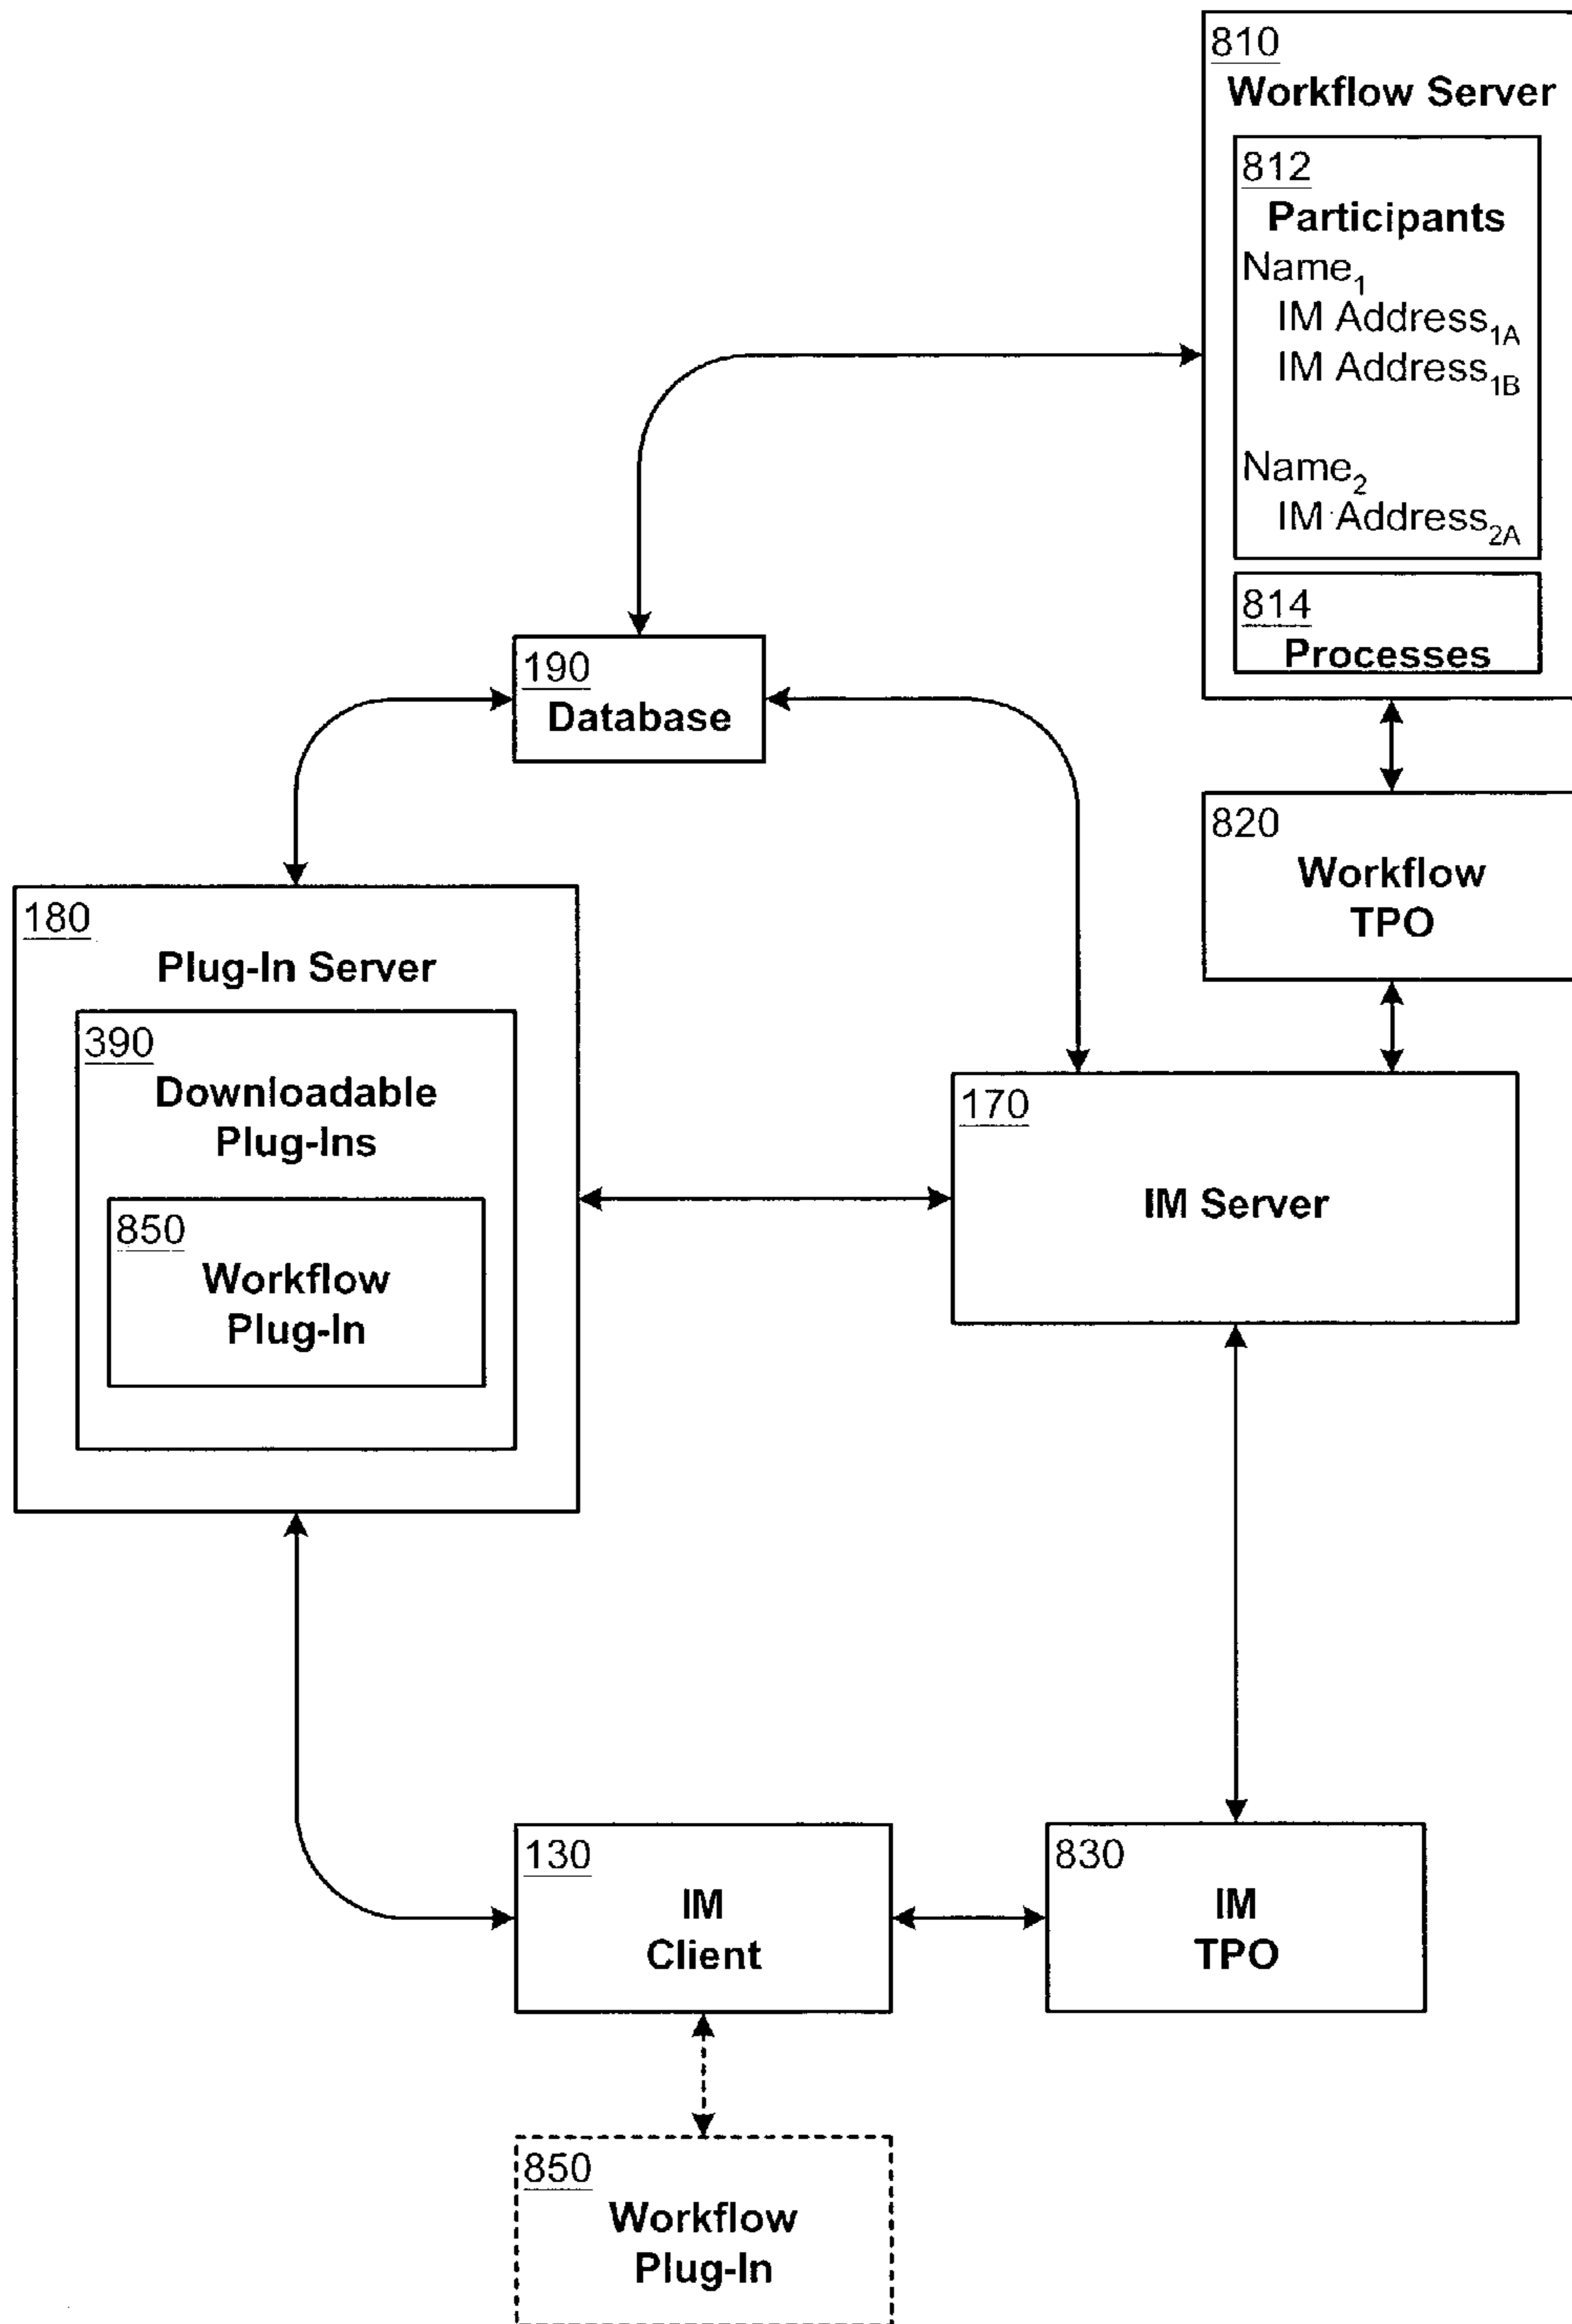 810
Workflow Server
812
Participants
Name1
IM Address1A
IM Address1B
Name2
IM Address2A
814
Processes
190
Database
820
Workflow
TPO
180
Plug-In Server
390
Downloadable
Plug-Ins
850
Workflow
Plug-In
170
IM Server
130
IM
Client
830
IM
TPO
850
Workflow
Plug-In